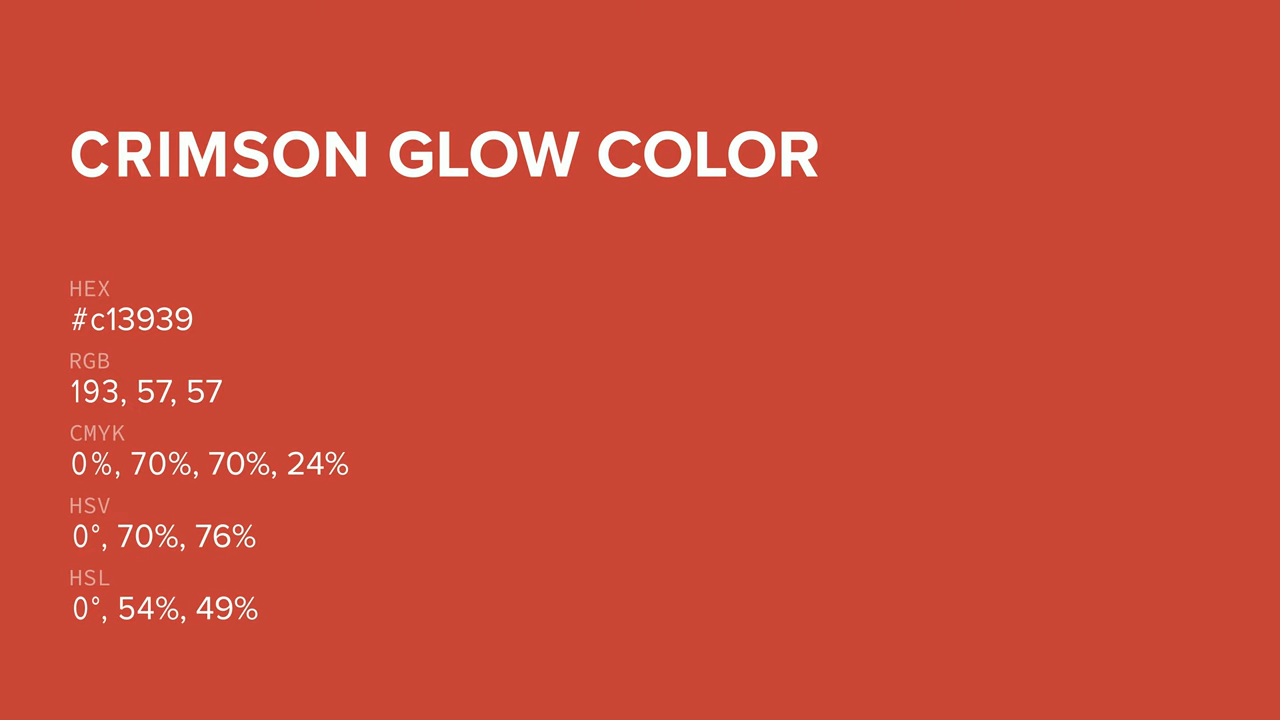 CRIMSON GLOW COLOR
HEX
#c13939
RGB
193, 57, 57
CMYK
0%, 70%, 70%, 24%
HSV
0°, 70%, 76%
HSL
0°, 54%, 49%